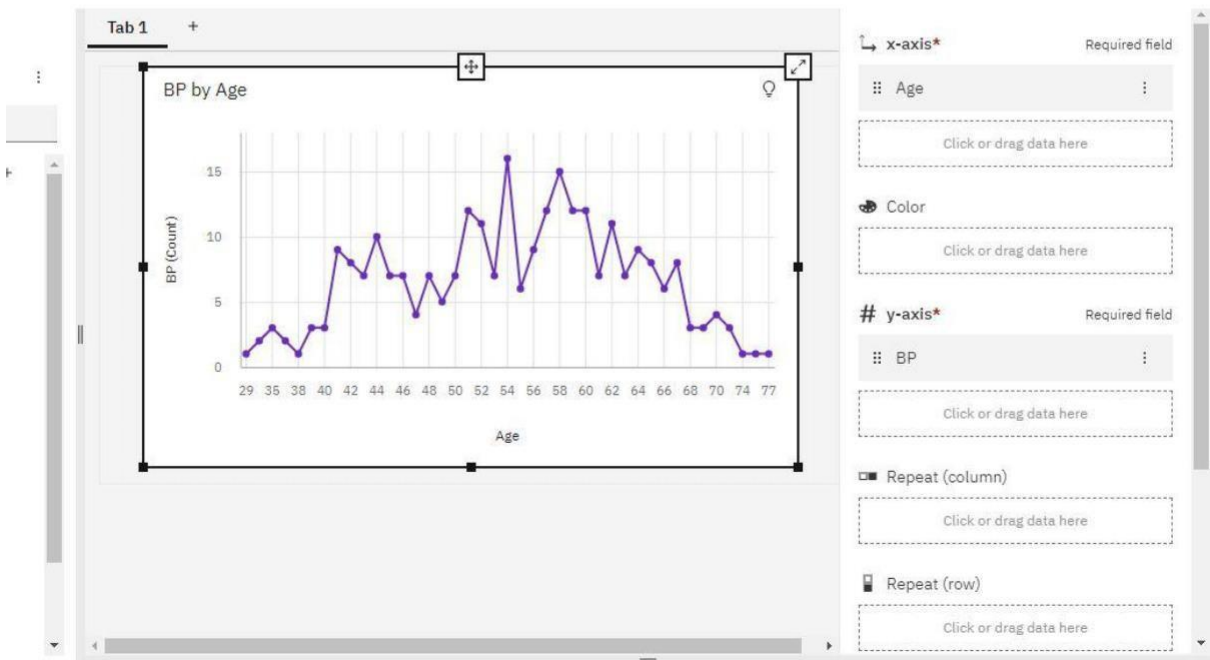 Tab 1 +
BP by Age
15
10
5
0
BP (Count)
29 35 38 40 42 44 46 48 50 52 54 56 58 60 62 64 66 68 70 74 77
Age
x-axis* Required field
Age
Click or drag data here
Color
Click or drag data here
# y-axis* Required field
BP
Click or drag data here
Repeat (column)
Click or drag data here
Repeat (row)
Click or drag data here